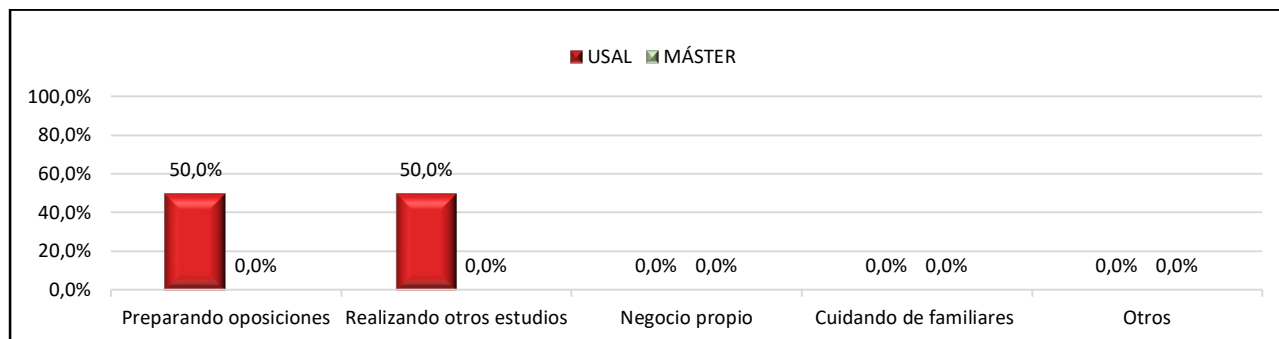 USAL MÁSTER
100,0%
80,0%
60,0%
40,0%
20,0%
0,0%
50,0% 50,0%
0,0% 0,0% 0,0% 0,0% 0,0% 0,0% 0,0% 0,0%
Preparando oposiciones Realizando otros estudios Negocio propio Cuidando de familiares Otros